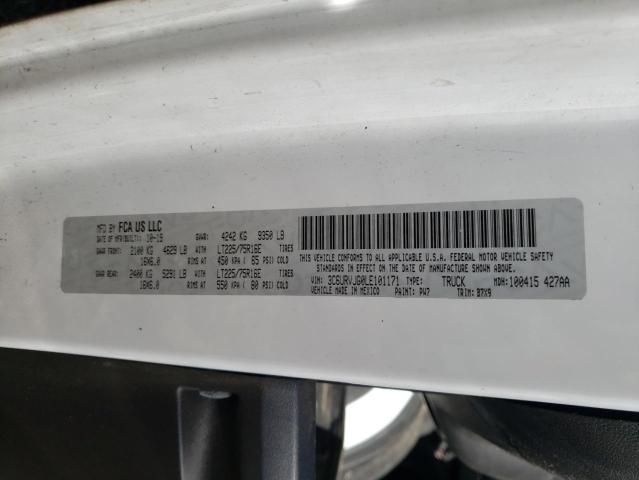 MFD BY FCA US LLC
DATE OF MFR(BUILT): 10-19 GVWR: 4242 KG 9350 LB
GAWR FRONT: 2100 KG 4629 LB WITH LT225/75R16E TIRES
16X6.0 RIMS AT 450 KPA ( 65 PSI) COLD
GAWR REAR: 2400 KG 5291 LB WITH LT225/75R16E TIRES
16X6.0 RIMS AT 550 KPA ( 80 PSI) COLD
THIS VEHICLE CONFORMS TO ALL APPLICABLE U.S.A. FEDERAL MOTOR VEHICLE SAFETY
STANDARDS IN EFFECT ON THE DATE OF MANUFACTURE SHOWN ABOVE.
VIN: 3C6URVJG0LE101171 TYPE: TRUCK MDH: 100415 427AA
VEHICLE MADE IN MEXICO PAINT: PW7 TRIM: B7X9